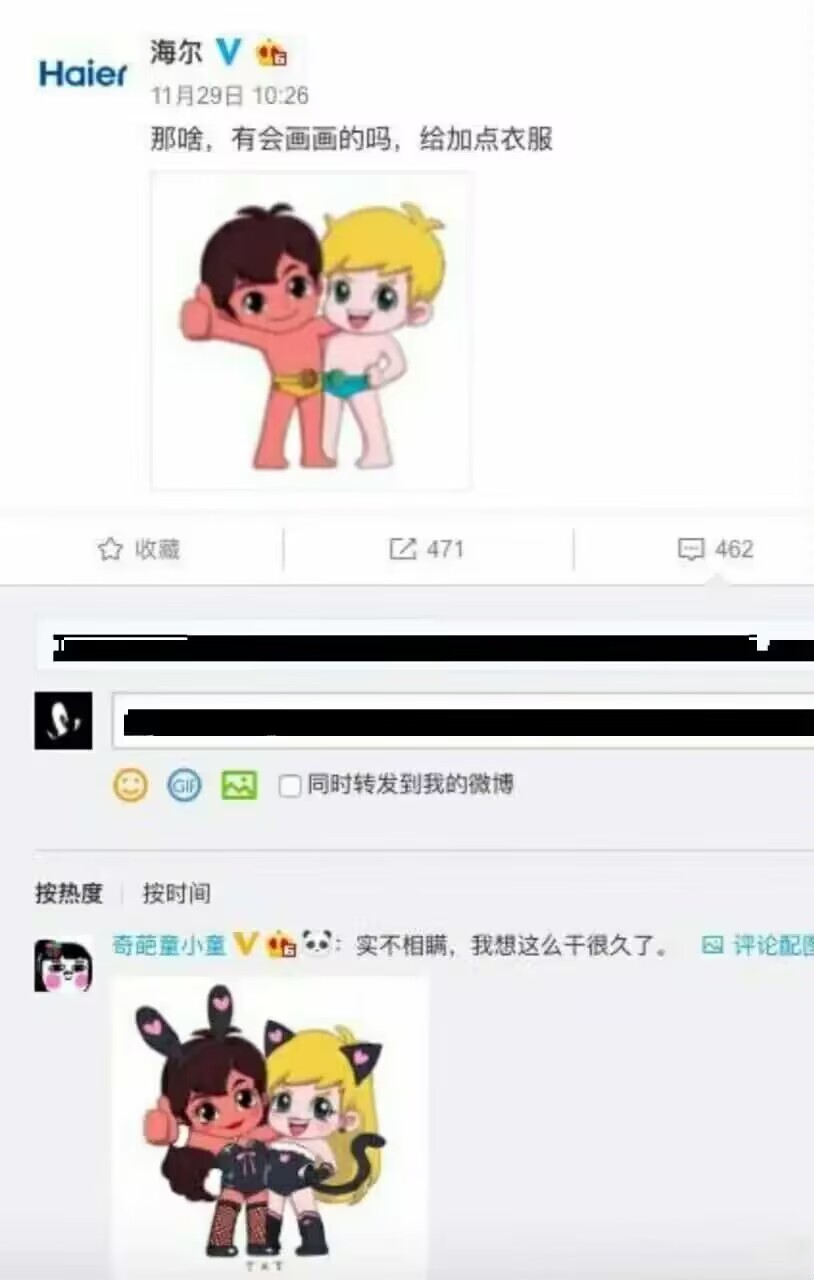 Haier
海尔
11月29日 10:26
那啥，有会画画的吗，给加点衣服
收藏
471
462
GIF
同时转发到我的微博
按热度 | 按时间
奇葩童小童： 实不相瞒，我想这么干很久了。 评论配图
TXT